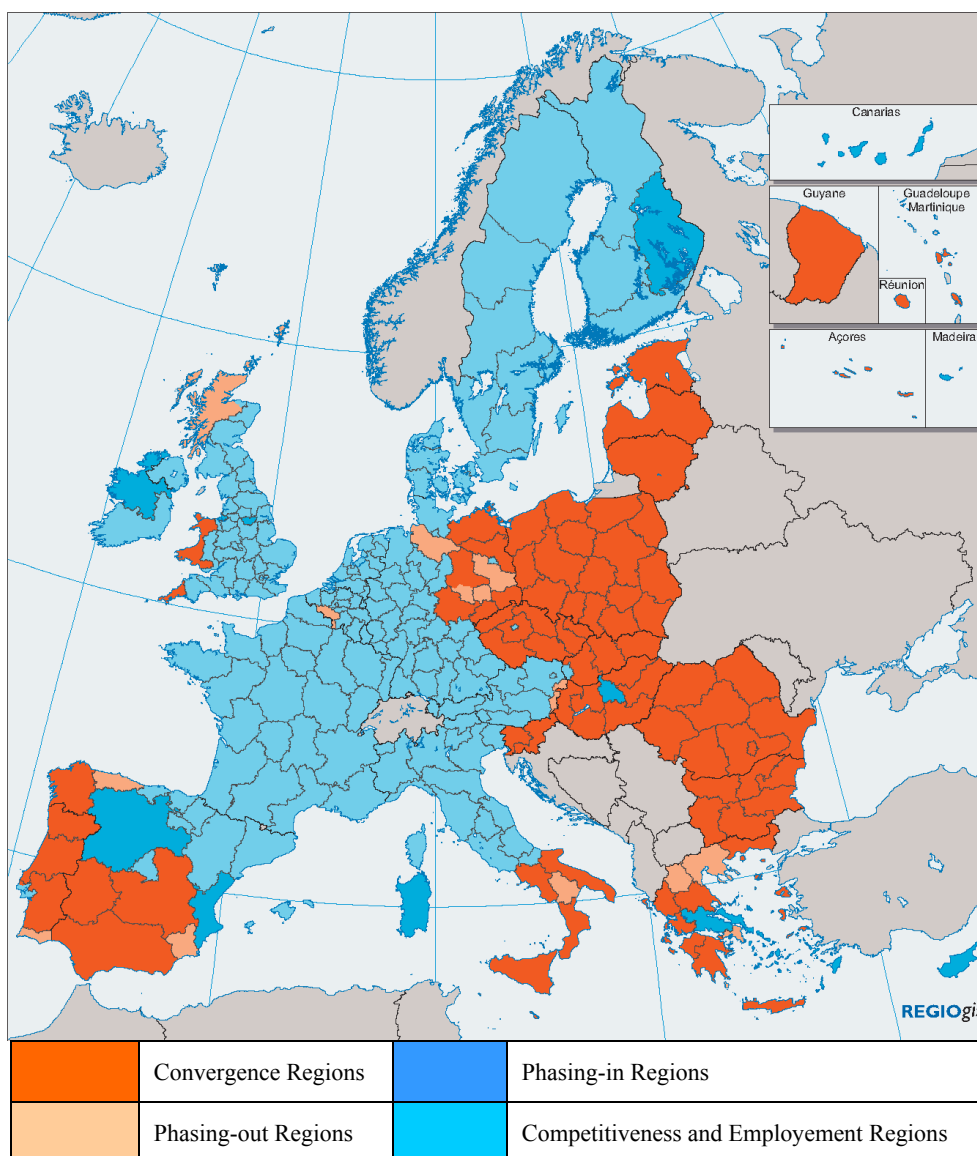 Canarias
Guyane
Guadeloupe
Martinique
Réunion
Açores
Madeira
REGIOgis
Convergence Regions
Phasing-in Regions
Phasing-out Regions
Competitiveness and Employement Regions